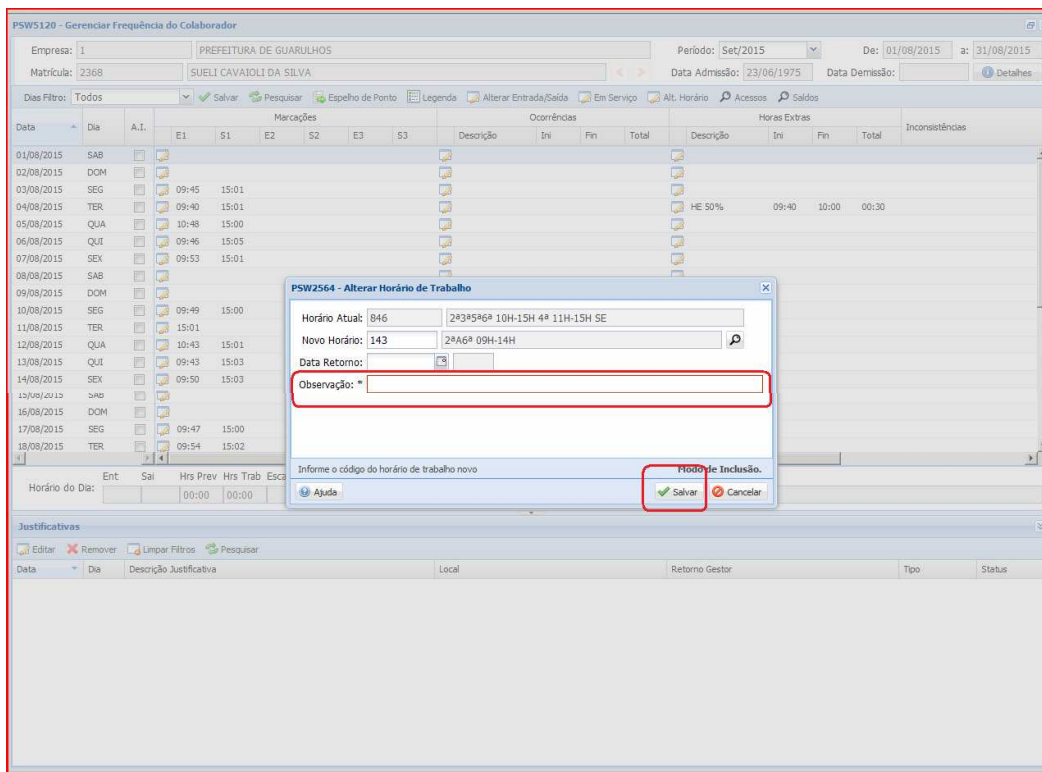 PSW5120 - Gerenciar Frequência do Colaborador
Empresa: 1 PREFEITURA DE GUARULHOS Período: Set/2015 De: 01/08/2015 a: 31/08/2015
Matrícula: 2368 SUELI CAVAIOLI DA SILVA < > Data Admissão: 23/06/1975 Data Demissão: Detalhes
Dias Filtro: Todos Salvar Pesquisar Espelho de Ponto Legenda Alterar Entrada/Saída Em Serviço Alt. Horário Acessos Saldos
Marcações Ocorrências Horas Extras
Data Dia A.I. E1 S1 E2 S2 E3 S3 Descrição Ini Fin Total Descrição Ini Fin Total Inconsistências
01/08/2015 SAB
02/08/2015 DOM
03/08/2015 SEG 09:45 15:01
04/08/2015 TER 09:40 15:01 HE 50% 09:40 10:00 00:30
05/08/2015 QUA 10:48 15:00
06/08/2015 QUI 09:46 15:05
07/08/2015 SEX 09:53 15:01
08/08/2015 SAB
09/08/2015 DOM
10/08/2015 SEG 09:49 15:00
11/08/2015 TER 15:01
12/08/2015 QUA 10:43 15:01
13/08/2015 QUI 09:43 15:03
14/08/2015 SEX 09:50 15:03
15/08/2015 SAB
16/08/2015 DOM
17/08/2015 SEG 09:47 15:00
18/08/2015 TER 09:54 15:02
PSW2564 - Alterar Horário de Trabalho
Horário Atual: 846 2ª3ª5ª6ª 10H-15H 4ª 11H-15H SE
Novo Horário: 143 2ªA6ª 09H-14H
Data Retorno:
Observação: *
Informe o código do horário de trabalho novo Modo de Inclusão.
Ajuda Salvar Cancelar
Ent Sai Hrs Prev Hrs Trab Esca
Horário do Dia: 00:00 00:00
Justificativas
Editar Remover Limpar Filtros Pesquisar
Data Dia Descrição Justificativa Local Retorno Gestor Tipo Status